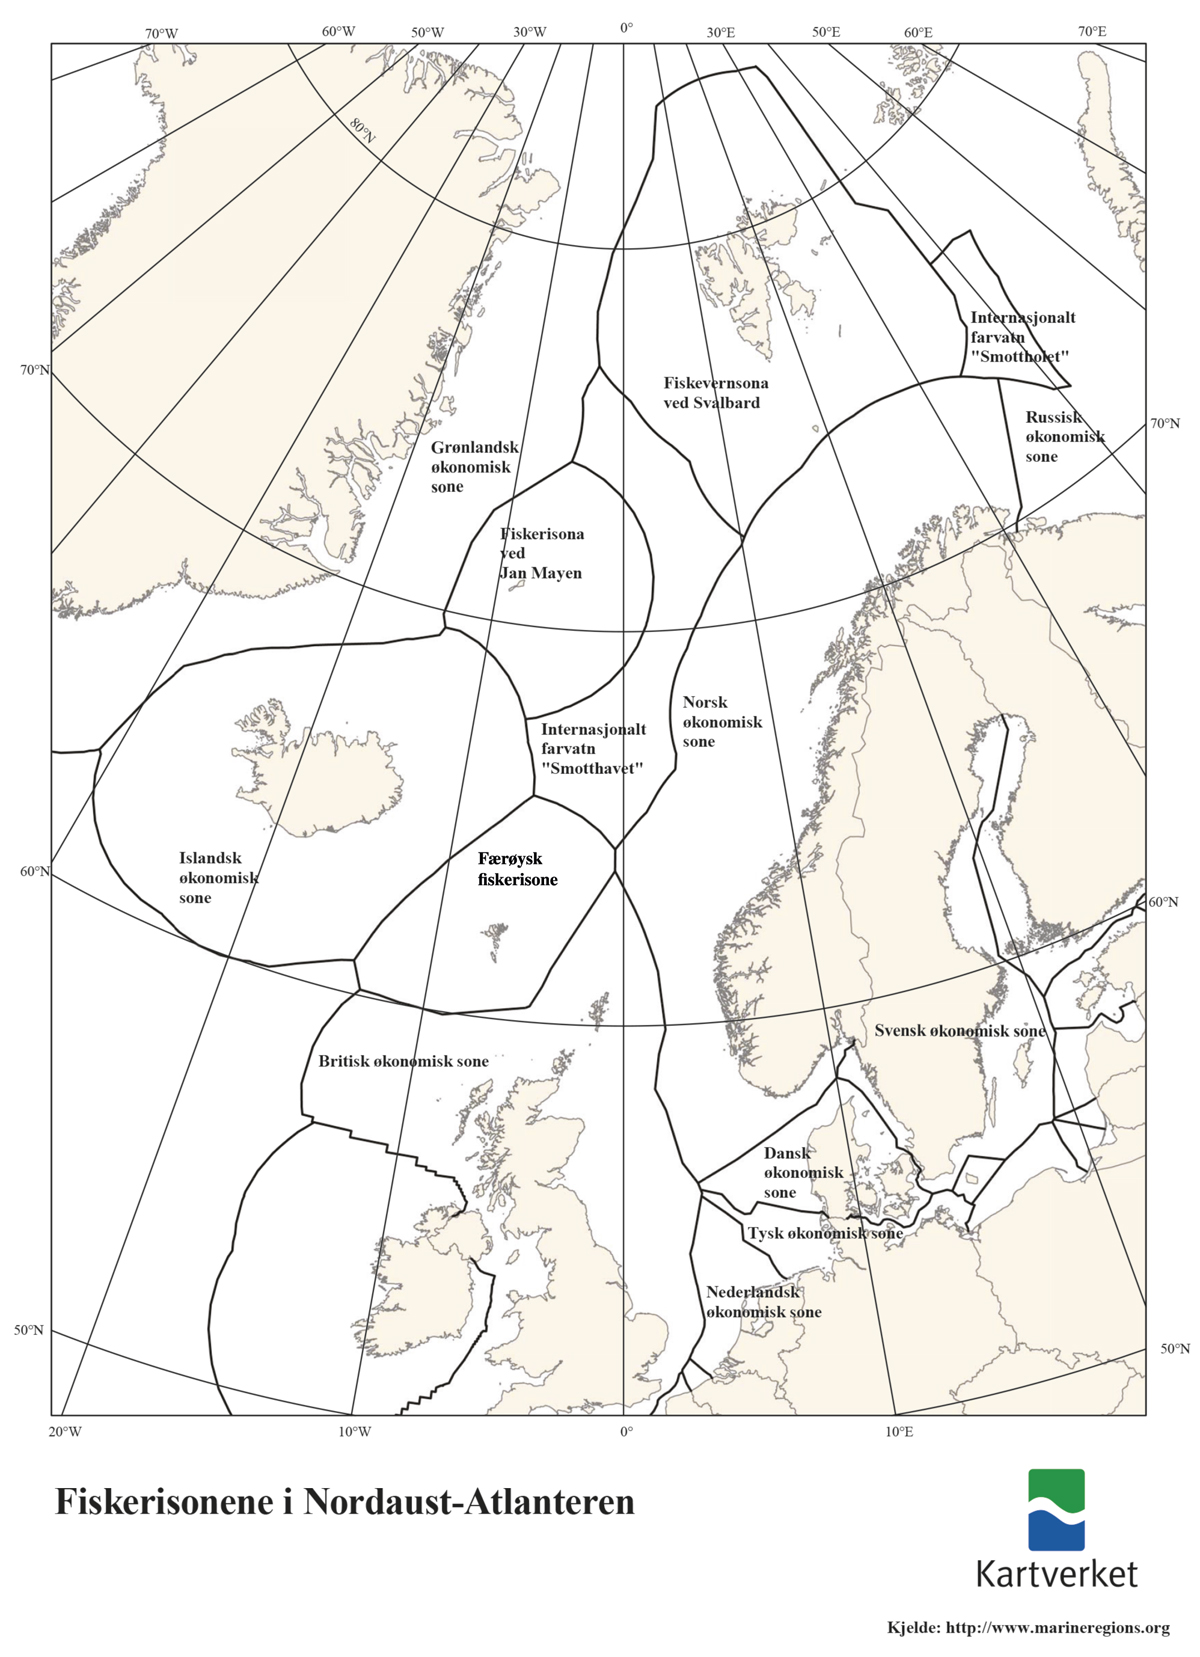 70°W
60°W
50°W
30°W
0°
30°E
50°E
60°E
70°E
80°N
70°N
Internasjonalt
farvatn
"Smottholet"
Fiskevernsona
ved Svalbard
Russisk
økonomisk
sone
70°N
Grønlandsk
økonomisk
sone
Fiskerisona
ved
Jan Mayen
Norsk
økonomisk
sone
Internasjonalt
farvatn
"Smotthavet"
Islandsk
økonomisk
sone
Færøysk
fiskerisone
60°N
60°N
Svensk økonomisk sone
Britisk økonomisk sone
Dansk
økonomisk
sone
Tysk økonomisk sone
Nederlandsk
økonomisk sone
50°N
50°N
20°W
10°W
0°
10°E
Fiskerisonene i Nordaust-Atlanteren
Kartverket
Kjelde: http://www.marineregions.org